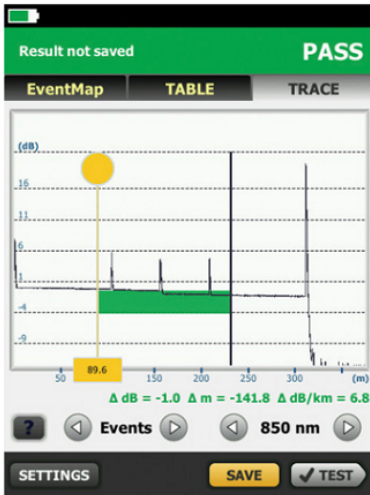 Result not saved PASS
EventMap TABLE TRACE
(dB)
16
11
6
1
-4
-9
50 89.6 150 200 250 300 (m)
Δ dB = -1.0 Δ m = -141.8 Δ dB/km = 6.8
? Events 850 nm
SETTINGS SAVE ✓ TEST